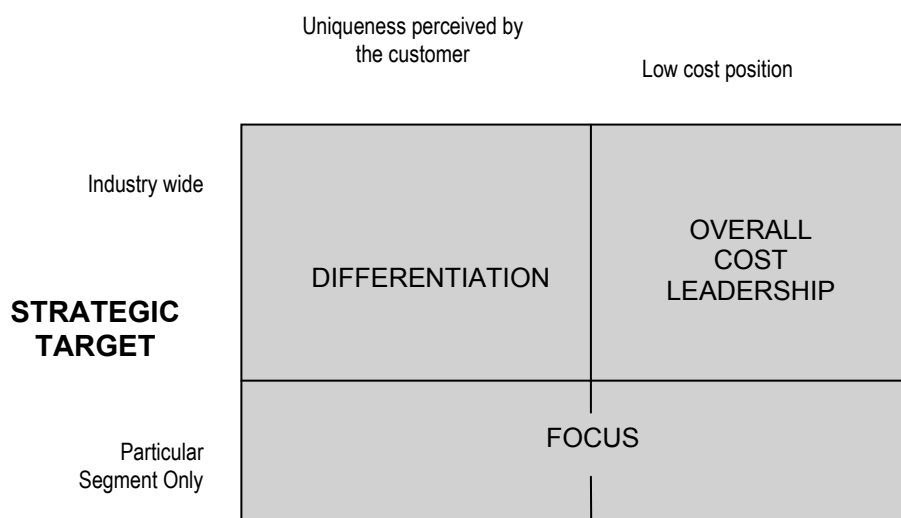 Uniqueness perceived by
the customer
Low cost position
Industry wide
OVERALL
COST
LEADERSHIP
DIFFERENTIATION
STRATEGIC
TARGET
FOCUS
Particular
Segment Only